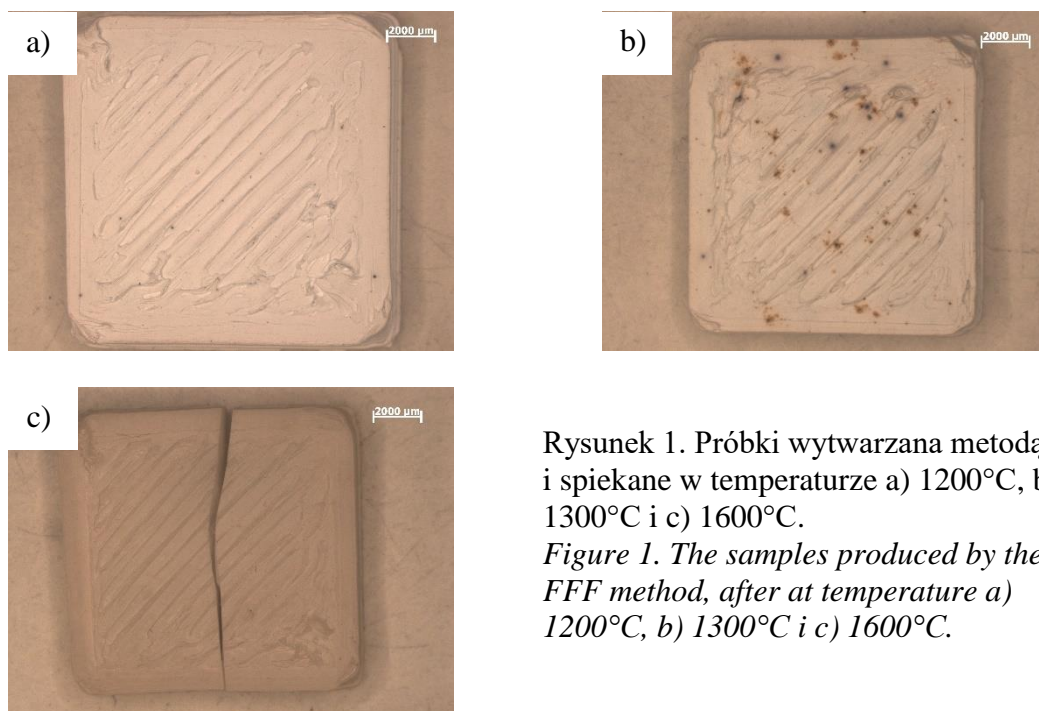 a)
2000 µm
b)
2000 µm
c)
2000 µm
Rysunek 1. Próbki wytwarzana metodą
i spiekane w temperaturze a) 1200°C, b
1300°C i c) 1600°C.
Figure 1. The samples produced by the
FFF method, after at temperature a)
1200°C, b) 1300°C i c) 1600°C.